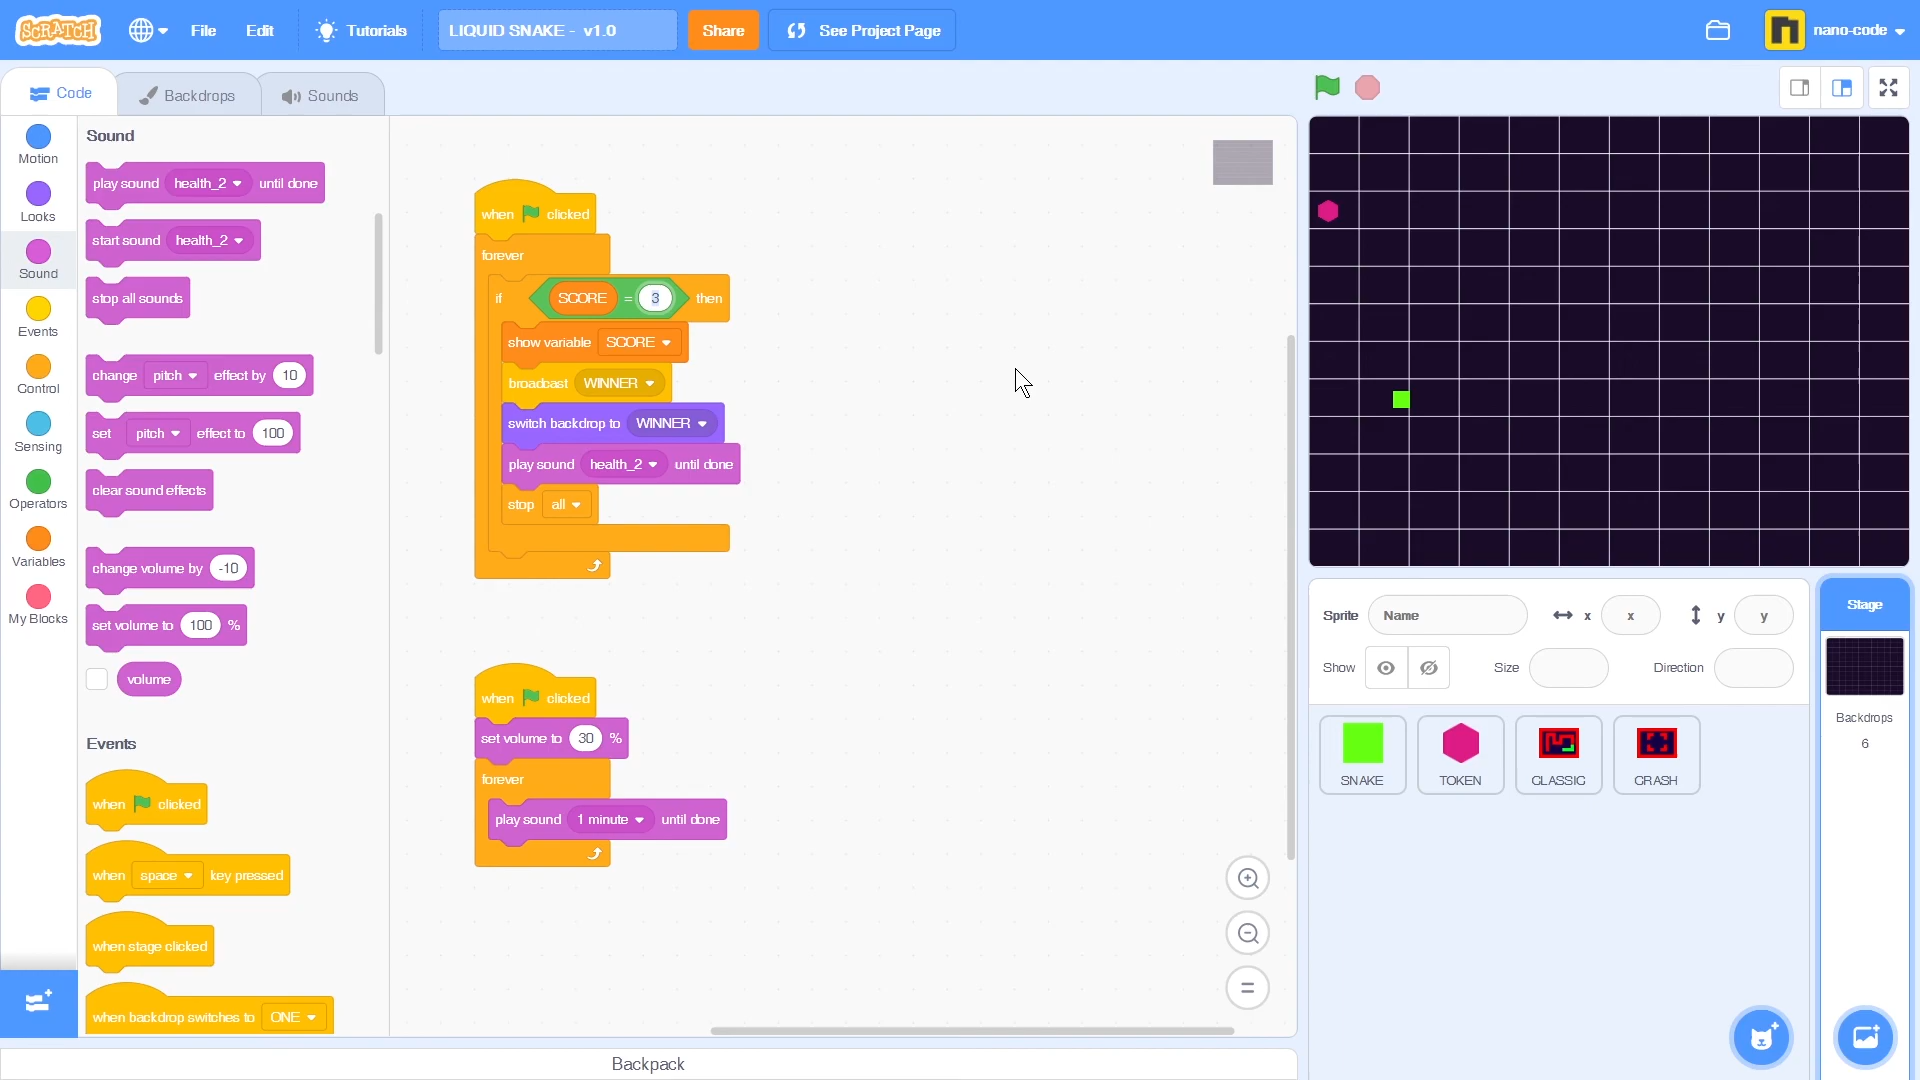 SCRATCH
File
Edit
Tutorials
LIQUID SNAKE - v1.0
Share
See Project Page
nano-code
Code
Backdrops
Sounds
Motion
Looks
Sound
Events
Control
Sensing
Operators
Variables
My Blocks
Sound
play sound health_2 until done
start sound health_2
stop all sounds
change pitch effect by 10
set pitch effect to 100
clear sound effects
change volume by -10
set volume to 100 %
volume
Events
when clicked
when space key pressed
when stage clicked
when backdrop switches to ONE
when clicked
forever
if SCORE = 3 then
show variable SCORE
broadcast WINNER
switch backdrop to WINNER
play sound health_2 until done
stop all
when clicked
set volume to 30 %
forever
play sound 1 minute until done
Sprite Name x x y y
Show Size Direction
SNAKE
TOKEN
CLASSIC
CRASH
Stage
Backdrops
6
Backpack